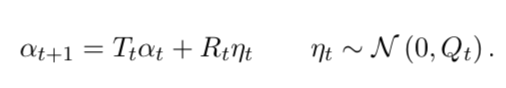 α_{t+1} = T_t α_t + R_t η_t    η_t ∼ 𝒩 (0, Q_t) .